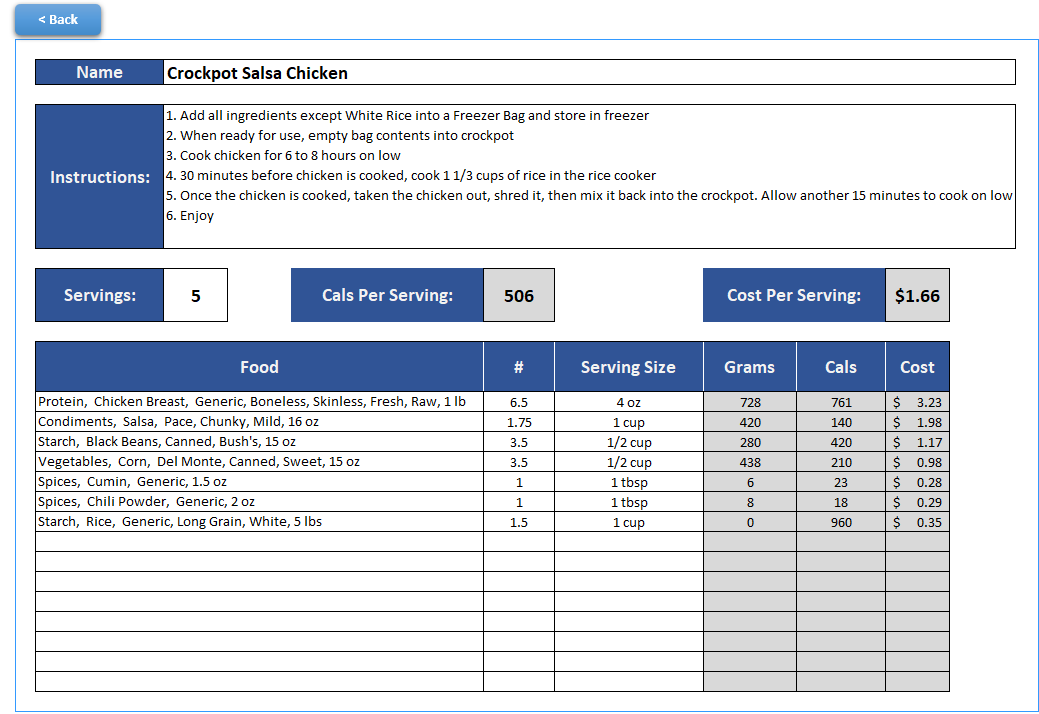 < Back
Name Crockpot Salsa Chicken
Instructions:
1. Add all ingredients except White Rice into a Freezer Bag and store in freezer
2. When ready for use, empty bag contents into crockpot
3. Cook chicken for 6 to 8 hours on low
4. 30 minutes before chicken is cooked, cook 1 1/3 cups of rice in the rice cooker
5. Once the chicken is cooked, taken the chicken out, shred it, then mix it back into the crockpot. Allow another 15 minutes to cook on low
6. Enjoy
Servings: 5 Cals Per Serving: 506 Cost Per Serving: $1.66
Food # Serving Size Grams Cals Cost
Protein, Chicken Breast, Generic, Boneless, Skinless, Fresh, Raw, 1 lb 6.5 4 oz 728 761 $ 3.23
Condiments, Salsa, Pace, Chunky, Mild, 16 oz 1.75 1 cup 420 140 $ 1.98
Starch, Black Beans, Canned, Bush's, 15 oz 3.5 1/2 cup 280 420 $ 1.17
Vegetables, Corn, Del Monte, Canned, Sweet, 15 oz 3.5 1/2 cup 438 210 $ 0.98
Spices, Cumin, Generic, 1.5 oz 1 1 tbsp 6 23 $ 0.28
Spices, Chili Powder, Generic, 2 oz 1 1 tbsp 8 18 $ 0.29
Starch, Rice, Generic, Long Grain, White, 5 lbs 1.5 1 cup 0 960 $ 0.35